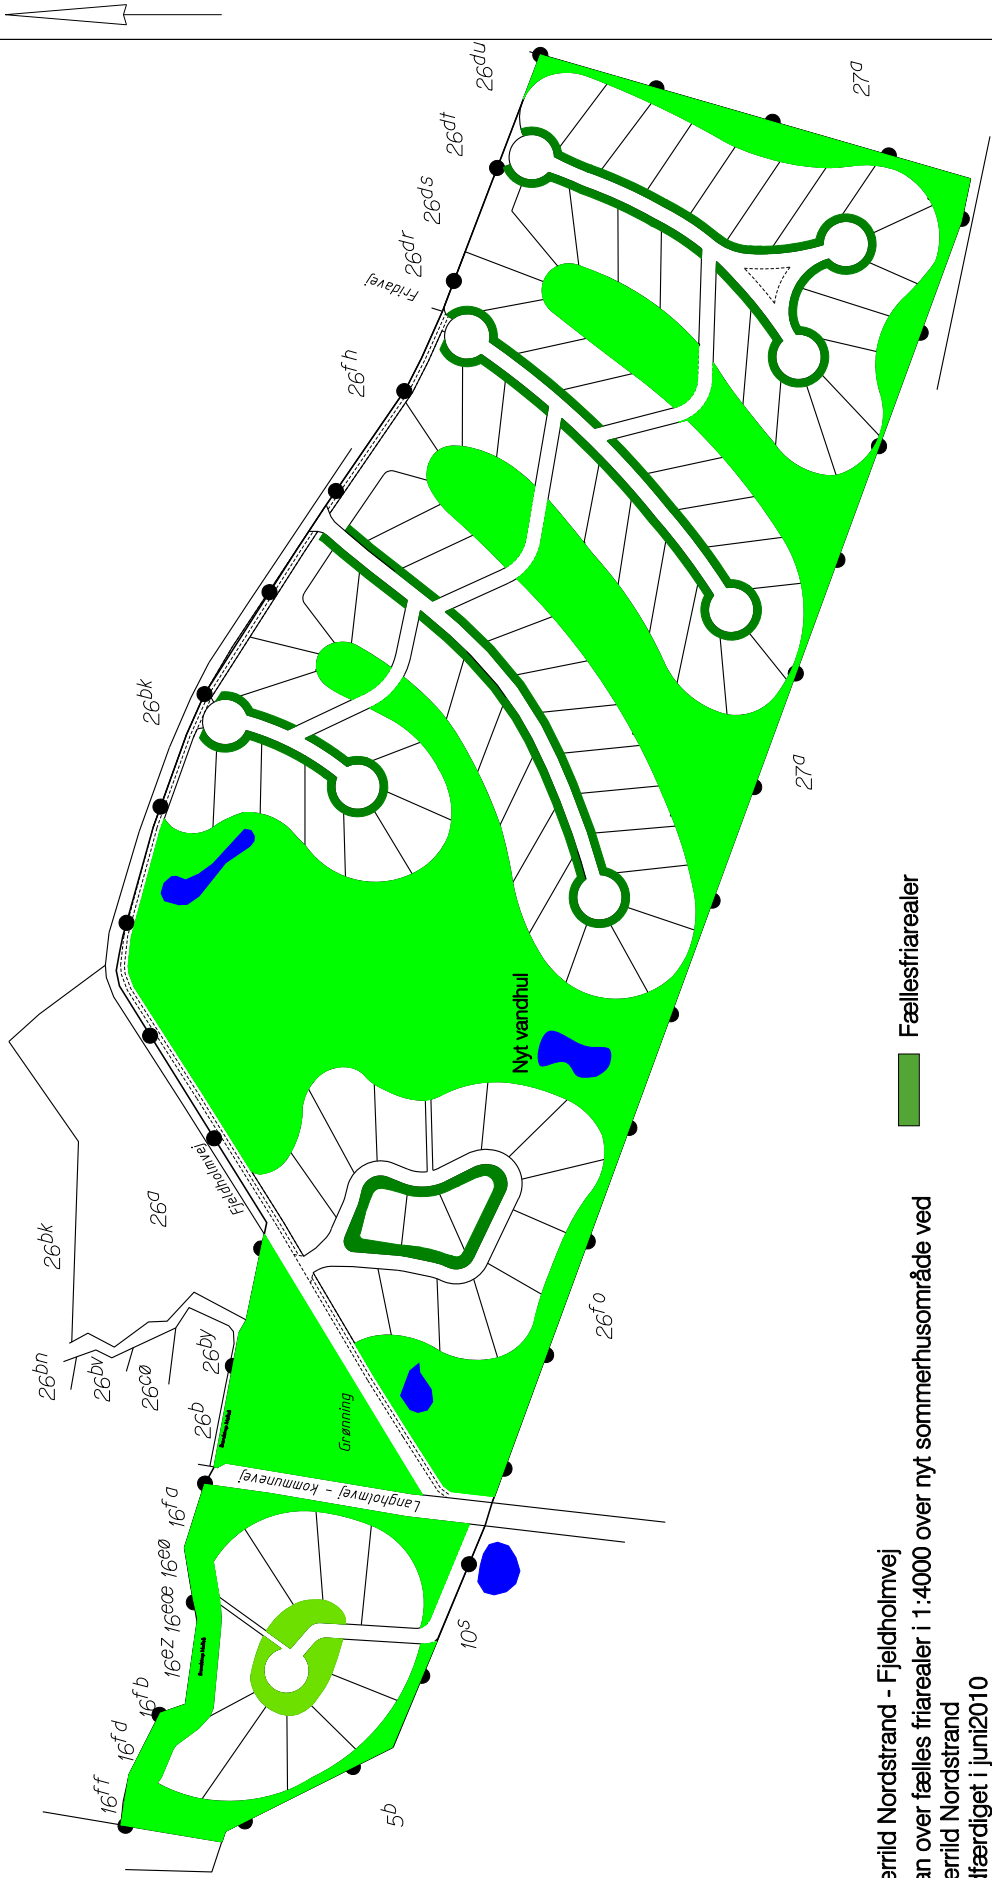 26du
26dt
26ds
26dr
Fridavej
26fh
27a
26bk
27a
Nyt vandhul
Fjeldholmvej
26a
26bk
26bn
26bv
26cø
26by
26b
26fo
Grønning
Langholmvej - kommunevej
16fa
16eø
16eæ
16ez
16fb
16fd
16ff
10s
5b
Fællesfriarealer
errild Nordstrand - Fjeldholmvej
an over fælles friarealer i 1:4000 over nyt sommerhusområde ved
errild Nordstrand
dfærdiget i juni2010